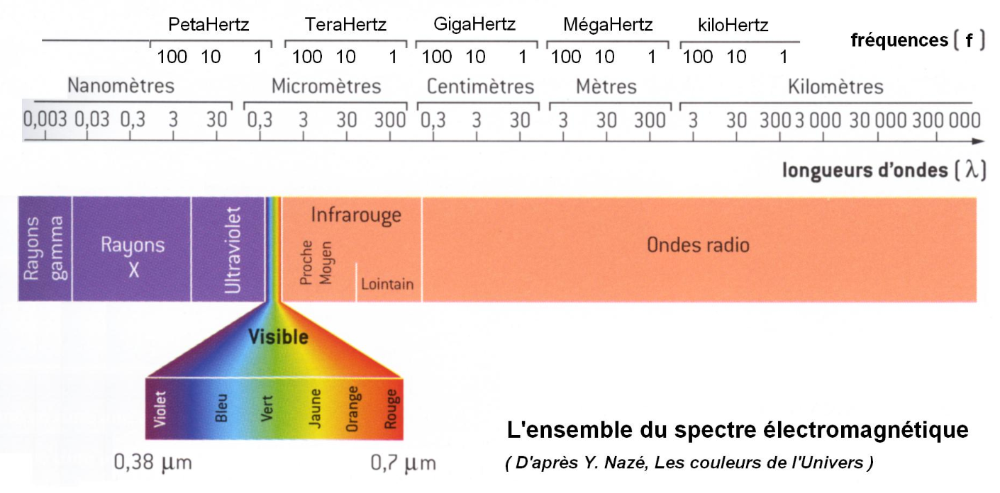 PetaHertz TeraHertz GigaHertz MégaHertz kiloHertz
fréquences ( f )
100 10 1 100 10 1 100 10 1 100 10 1 100 10 1
Nanomètres Micromètres Centimètres Mètres Kilomètres
0,003 0,03 0,3 3 30 0,3 3 30 300 0,3 3 30 3 30 300 3 30 300 3 000 30 000 300 000
longueurs d'ondes ( λ )
Rayons
gamma
Rayons
X
Ultraviolet
Infrarouge
Proche
Moyen
Lointain
Ondes radio
Visible
Violet
Bleu
Vert
Jaune
Orange
Rouge
0,38 µm 0,7 µm
L'ensemble du spectre électromagnétique
( D'après Y. Nazé, Les couleurs de l'Univers )